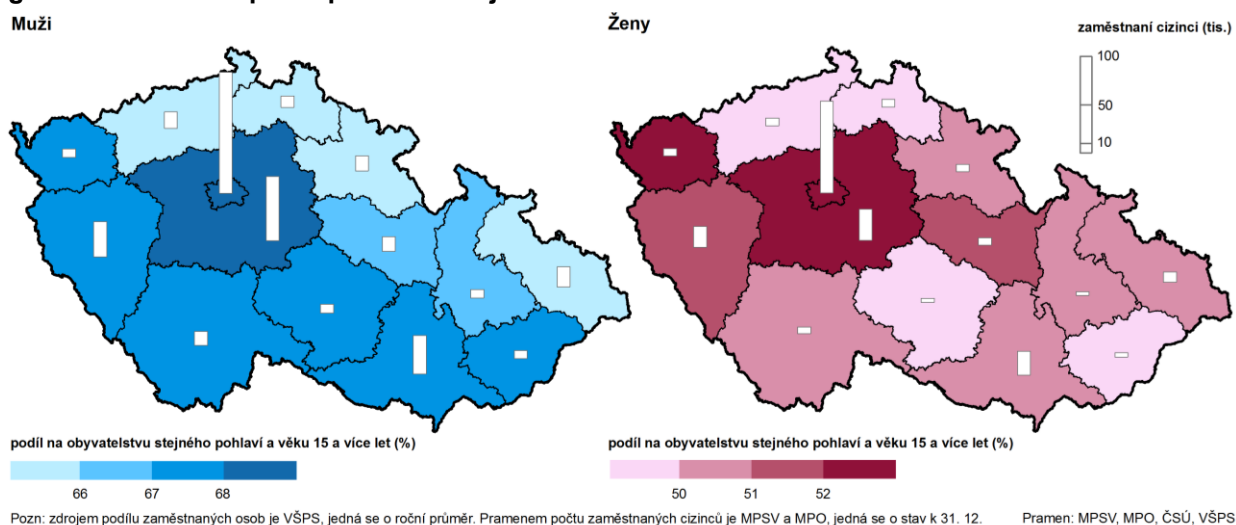 Muži
Ženy
zaměstnaní cizinci (tis.)
100
50
10
podíl na obyvatelstvu stejného pohlaví a věku 15 a více let (%)
66 67 68
podíl na obyvatelstvu stejného pohlaví a věku 15 a více let (%)
50 51 52
Pozn: zdrojem podílu zaměstnaných osob je VŠPS, jedná se o roční průměr. Pramenem počtu zaměstnaných cizinců je MPSV a MPO, jedná se o stav k 31. 12.
Pramen: MPSV, MPO, ČSÚ, VŠPS